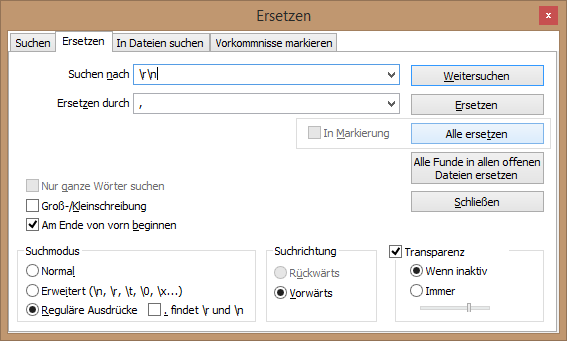 Ersetzen
x
Suchen Ersetzen In Dateien suchen Vorkommnisse markieren
Suchen nach \r\n Weitersuchen
Ersetzen durch , Ersetzen
In Markierung Alle ersetzen
Alle Funde in allen offenen
Dateien ersetzen
Nur ganze Wörter suchen
Groß-/Kleinschreibung Schließen
Am Ende von vorn beginnen
Suchmodus Suchrichtung Transparenz
Normal Rückwärts Wenn inaktiv
Erweitert (\n, \r, \t, \0, \x...) Vorwärts Immer
Reguläre Ausdrücke . findet \r und \n